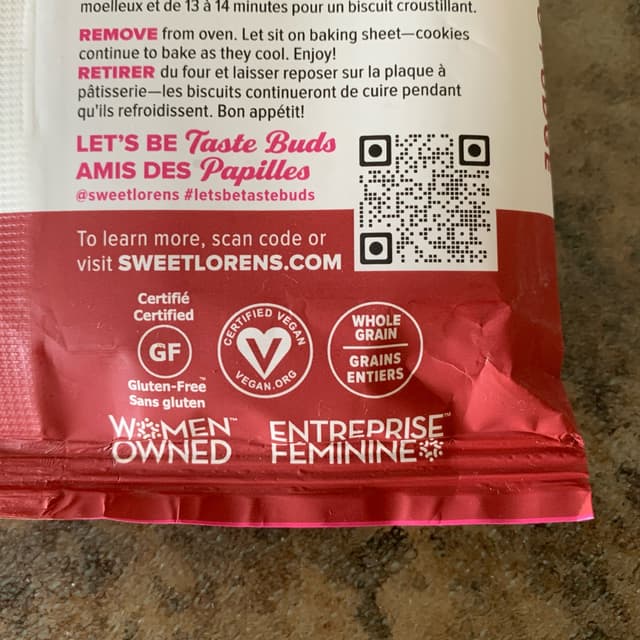 moelleux et de 13 à 14 minutes pour un biscuit croustillant.
REMOVE from oven. Let sit on baking sheet—cookies
continue to bake as they cool. Enjoy!
RETIRER du four et laisser reposer sur la plaque à
pâtisserie—les biscuits continueront de cuire pendant
qu'ils refroidissent. Bon appétit!
LET'S BE Taste Buds
AMIS DES Papilles
@sweetlorens #letsbetastebuds
To learn more, scan code or
visit SWEETLORENS.COM
Certifié
Certified
GF
Gluten-Free™
Sans gluten
CERTIFIED VEGAN
V
VEGAN.ORG
WHOLE
GRAIN
GRAINS
ENTIERS
WOMEN™
OWNED
ENTREPRISE™
FEMININE